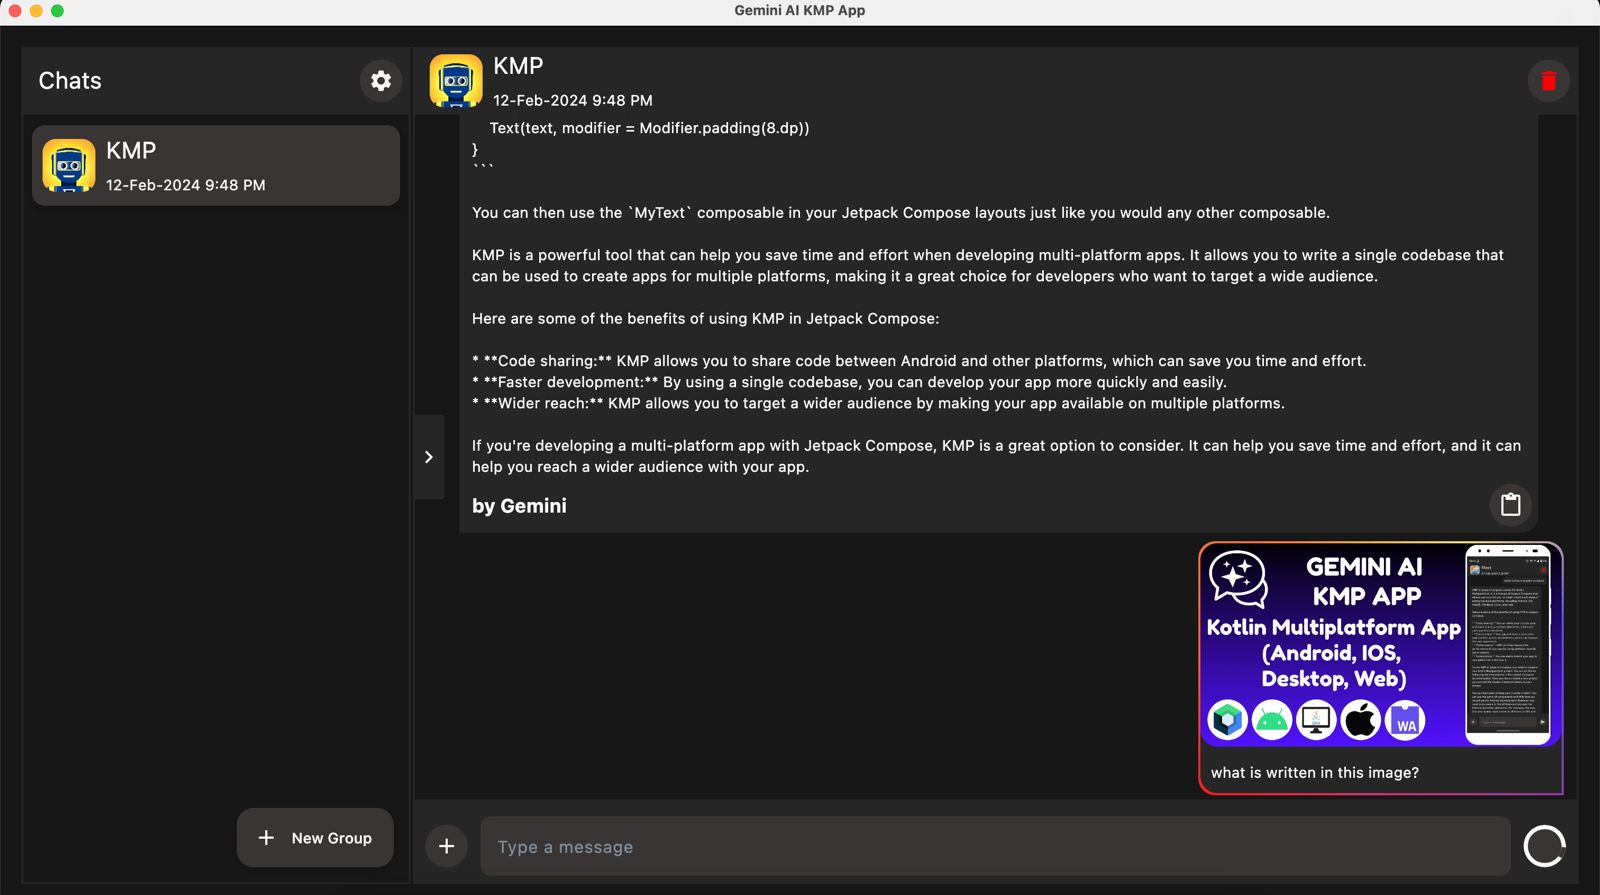 Gemini AI KMP App
Chats
KMP
12-Feb-2024 9:48 PM
New Group
KMP
12-Feb-2024 9:48 PM
Text(text, modifier = Modifier.padding(8.dp))
}
```
You can then use the `MyText` composable in your Jetpack Compose layouts just like you would any other composable.
KMP is a powerful tool that can help you save time and effort when developing multi-platform apps. It allows you to write a single codebase that
can be used to create apps for multiple platforms, making it a great choice for developers who want to target a wide audience.
Here are some of the benefits of using KMP in Jetpack Compose:
* **Code sharing:** KMP allows you to share code between Android and other platforms, which can save you time and effort.
* **Faster development:** By using a single codebase, you can develop your app more quickly and easily.
* **Wider reach:** KMP allows you to target a wider audience by making your app available on multiple platforms.
If you're developing a multi-platform app with Jetpack Compose, KMP is a great option to consider. It can help you save time and effort, and it can
help you reach a wider audience with your app.
by Gemini
GEMINI AI
KMP APP
Kotlin Multiplatform App
(Android, IOS,
Desktop, Web)
WA
what is written in this image?
Type a message